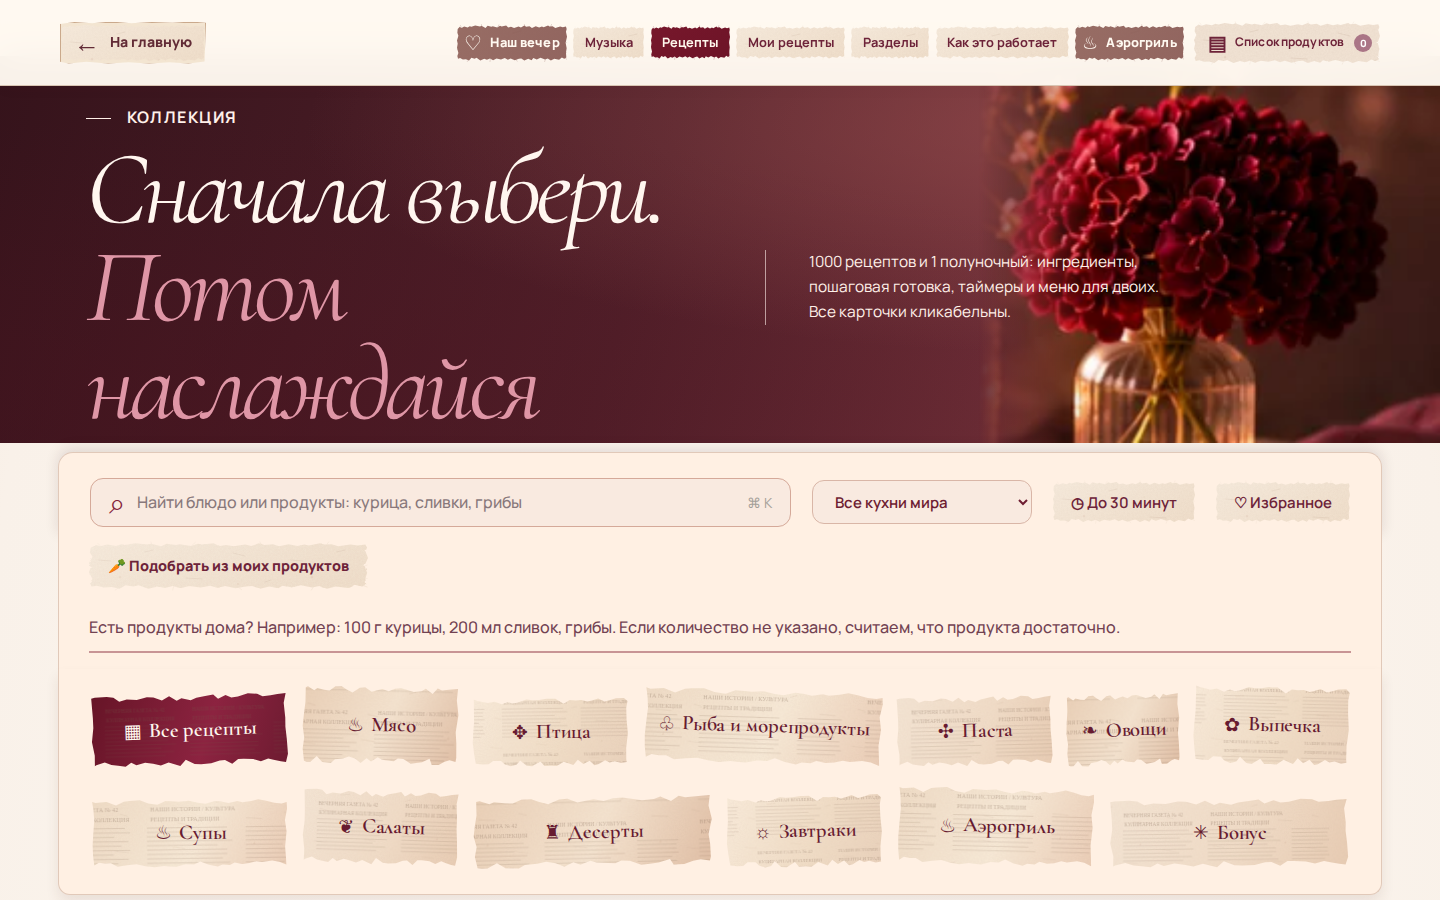 ← На главную
♡ Наш вечер
Музыка
Рецепты
Мои рецепты
Разделы
Как это работает
♨ Аэрогриль
▤ Список продуктов 0
КОЛЛЕКЦИЯ
Сначала выбери.
Потом
наслаждайся
1000 рецептов и 1 полуночный: ингредиенты,
пошаговая готовка, таймеры и меню для двоих.
Все карточки кликабельны.
Найти блюдо или продукты: курица, сливки, грибы
⌘ K
Все кухни мира
◷ До 30 минут
♡ Избранное
🥕 Подобрать из моих продуктов
Есть продукты дома? Например: 100 г курицы, 200 мл сливок, грибы. Если количество не указано, считаем, что продукта достаточно.
▦ Все рецепты
♨ Мясо
✥ Птица
♧ Рыба и морепродукты
✣ Паста
❧ Овощи
✿ Выпечка
♨ Супы
❦ Салаты
♜ Десерты
☼ Завтраки
♨ Аэрогриль
✳ Бонус